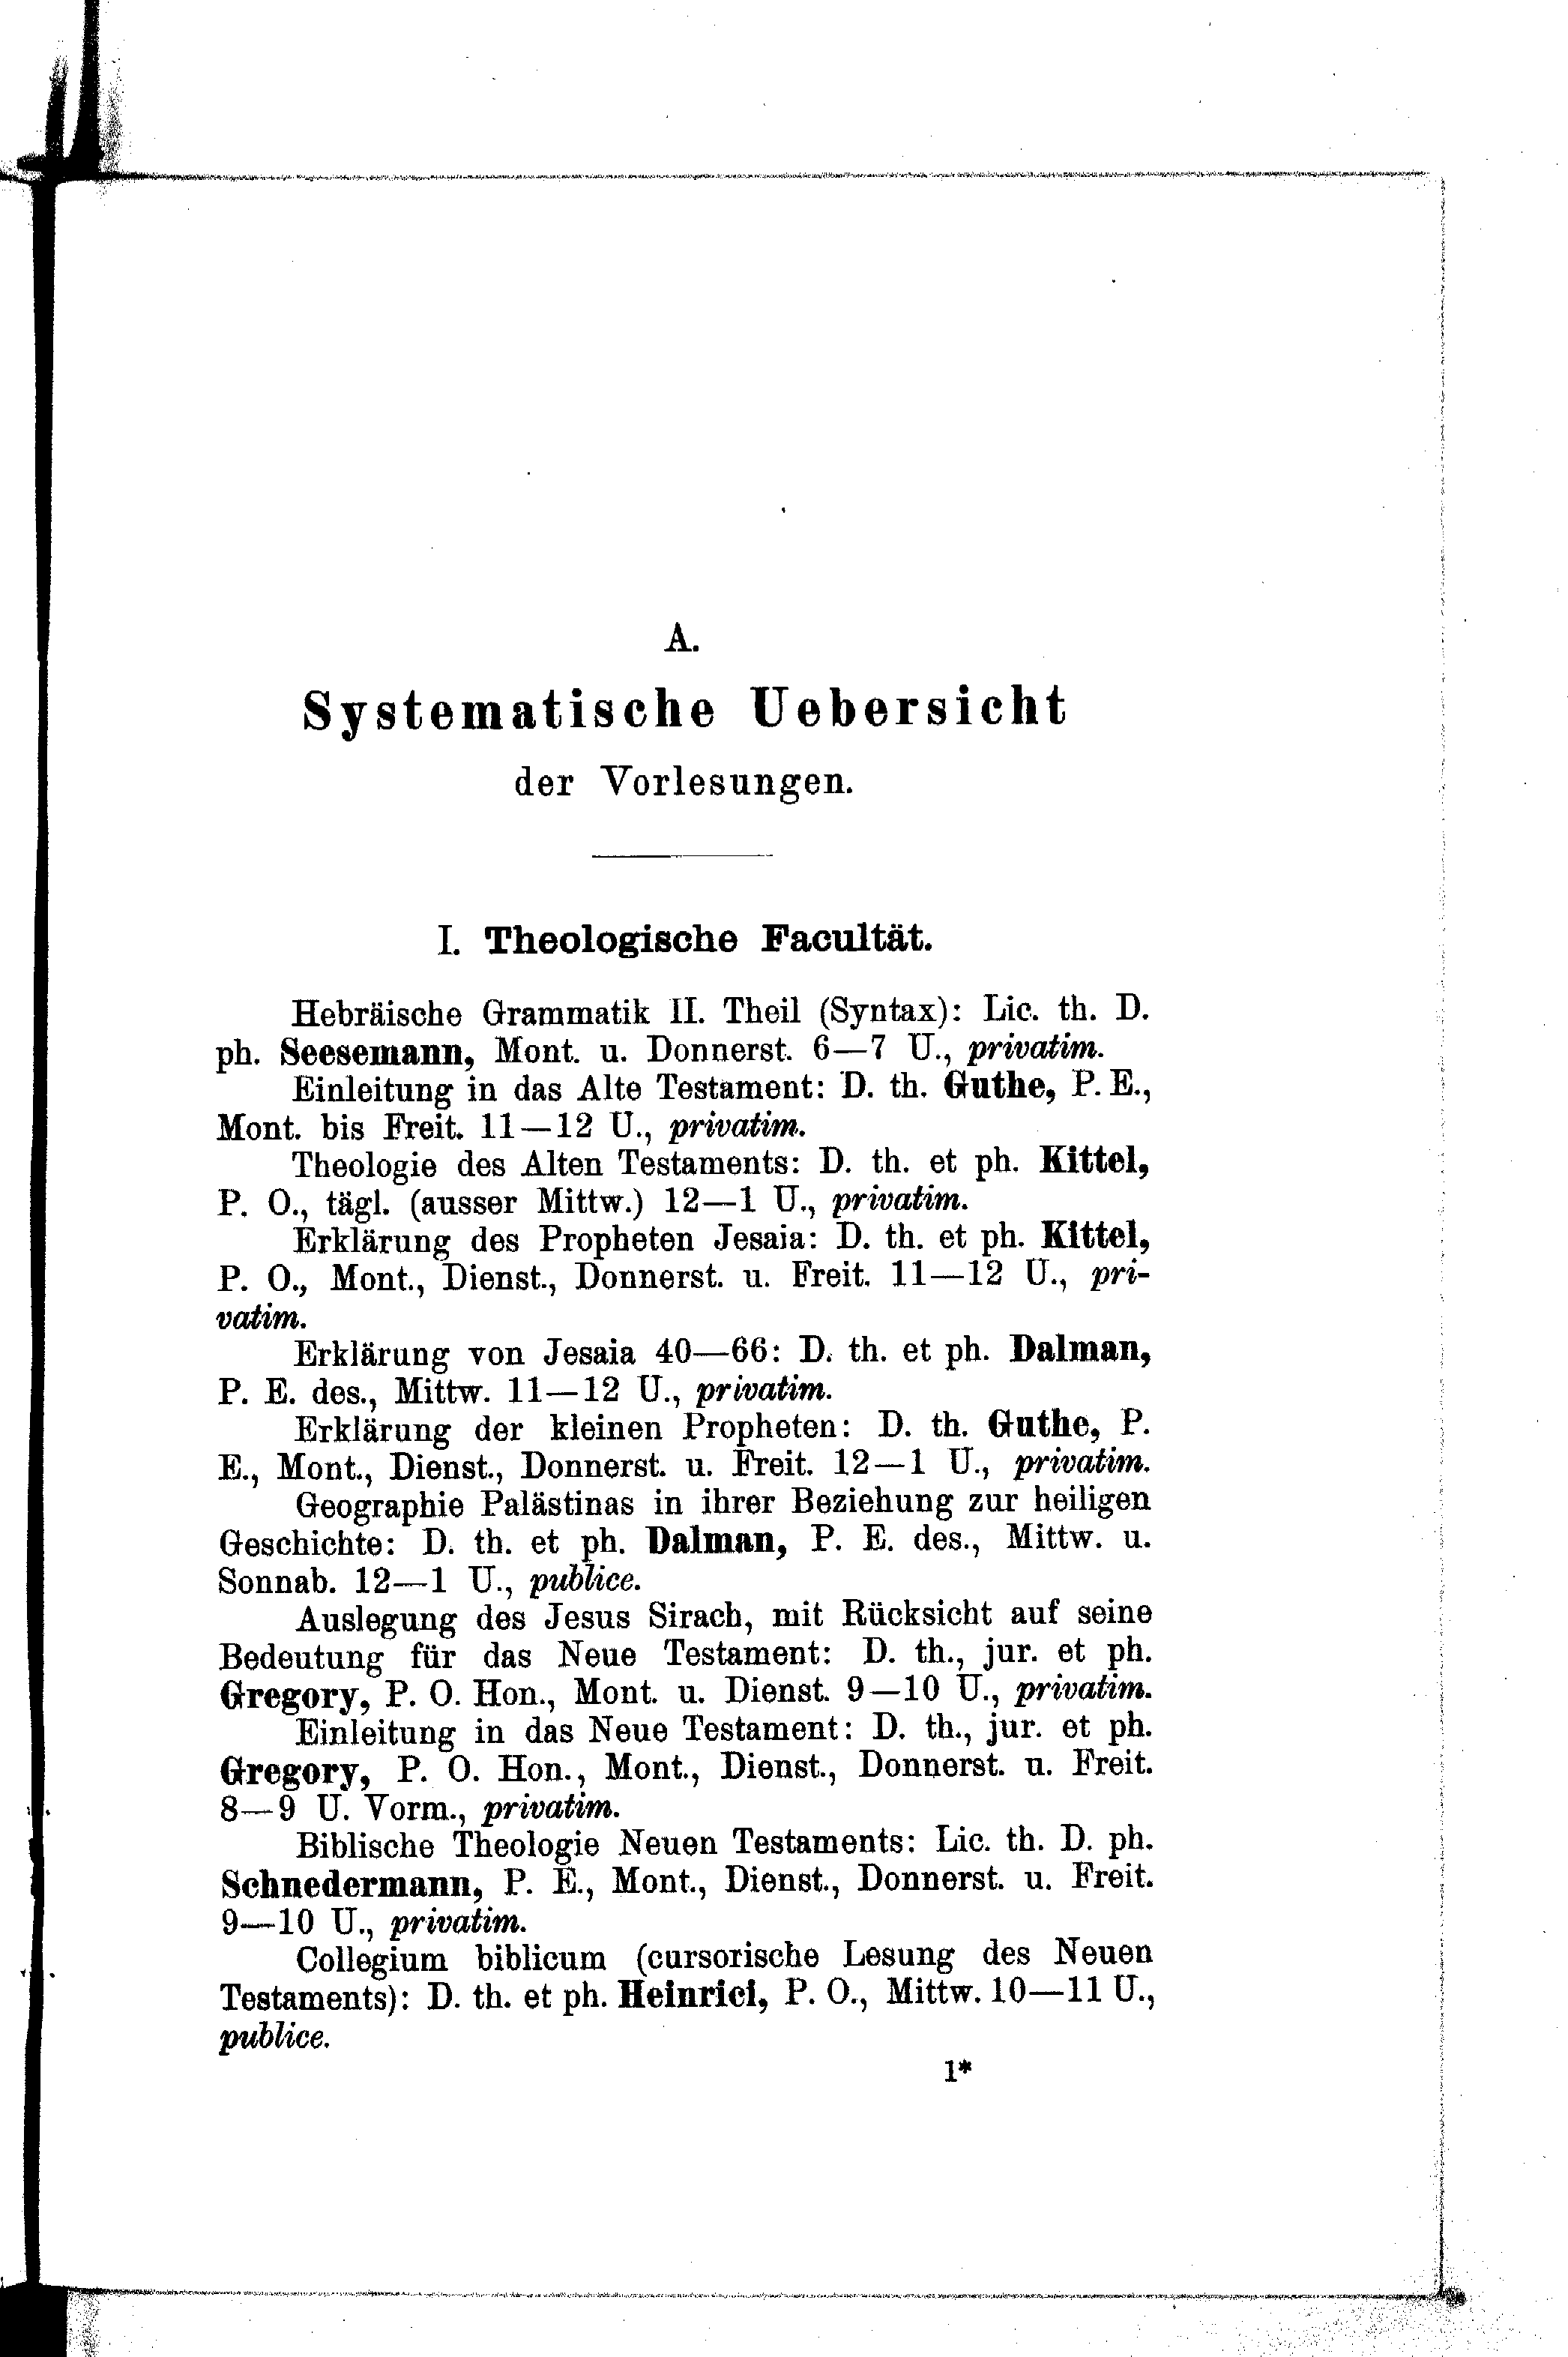 A.
Systematische Uebersicht
der Vorlesungen.
I. Theologische Facultät.
Hebräische Grammatik II. Theil (Syntax): Lic. th. D.
ph. Seesemann, Mont. u. Donnerst. 6—7 U., privatim.
Einleitung in das Alte Testament: D. th. Guthe, P. E.,
Mont. bis Freit. 11—12 U., privatim.
Theologie des Alten Testaments: D. th. et ph. Kittel,
P. O., tägl. (ausser Mittw.) 12—1 U., privatim.
Erklärung des Propheten Jesaia: D. th. et ph. Kittel,
P. O., Mont., Dienst., Donnerst. u. Freit. 11—12 U., pri-
vatim.
Erklärung von Jesaia 40—66: D. th. et ph. Dalman,
P. E. des., Mittw. 11—12 U., privatim.
Erklärung der kleinen Propheten: D. th. Guthe, P.
E., Mont., Dienst., Donnerst. u. Freit. 12—1 U., privatim.
Geographie Palästinas in ihrer Beziehung zur heiligen
Geschichte: D. th. et ph. Dalman, P. E. des., Mittw. u.
Sonnab. 12—1 U., publice.
Auslegung des Jesus Sirach, mit Rücksicht auf seine
Bedeutung für das Neue Testament: D. th., jur. et ph.
Gregory, P. O. Hon., Mont. u. Dienst. 9—10 U., privatim.
Einleitung in das Neue Testament: D. th., jur. et ph.
Gregory, P. O. Hon., Mont., Dienst., Donnerst. u. Freit.
8—9 U. Vorm., privatim.
Biblische Theologie Neuen Testaments: Lic. th. D. ph.
Schnedermann, P. E., Mont., Dienst., Donnerst. u. Freit.
9—10 U., privatim.
Collegium biblicum (cursorische Lesung des Neuen
Testaments): D. th. et ph. Heinrici, P. O., Mittw. 10—11 U.,
publice.
1*